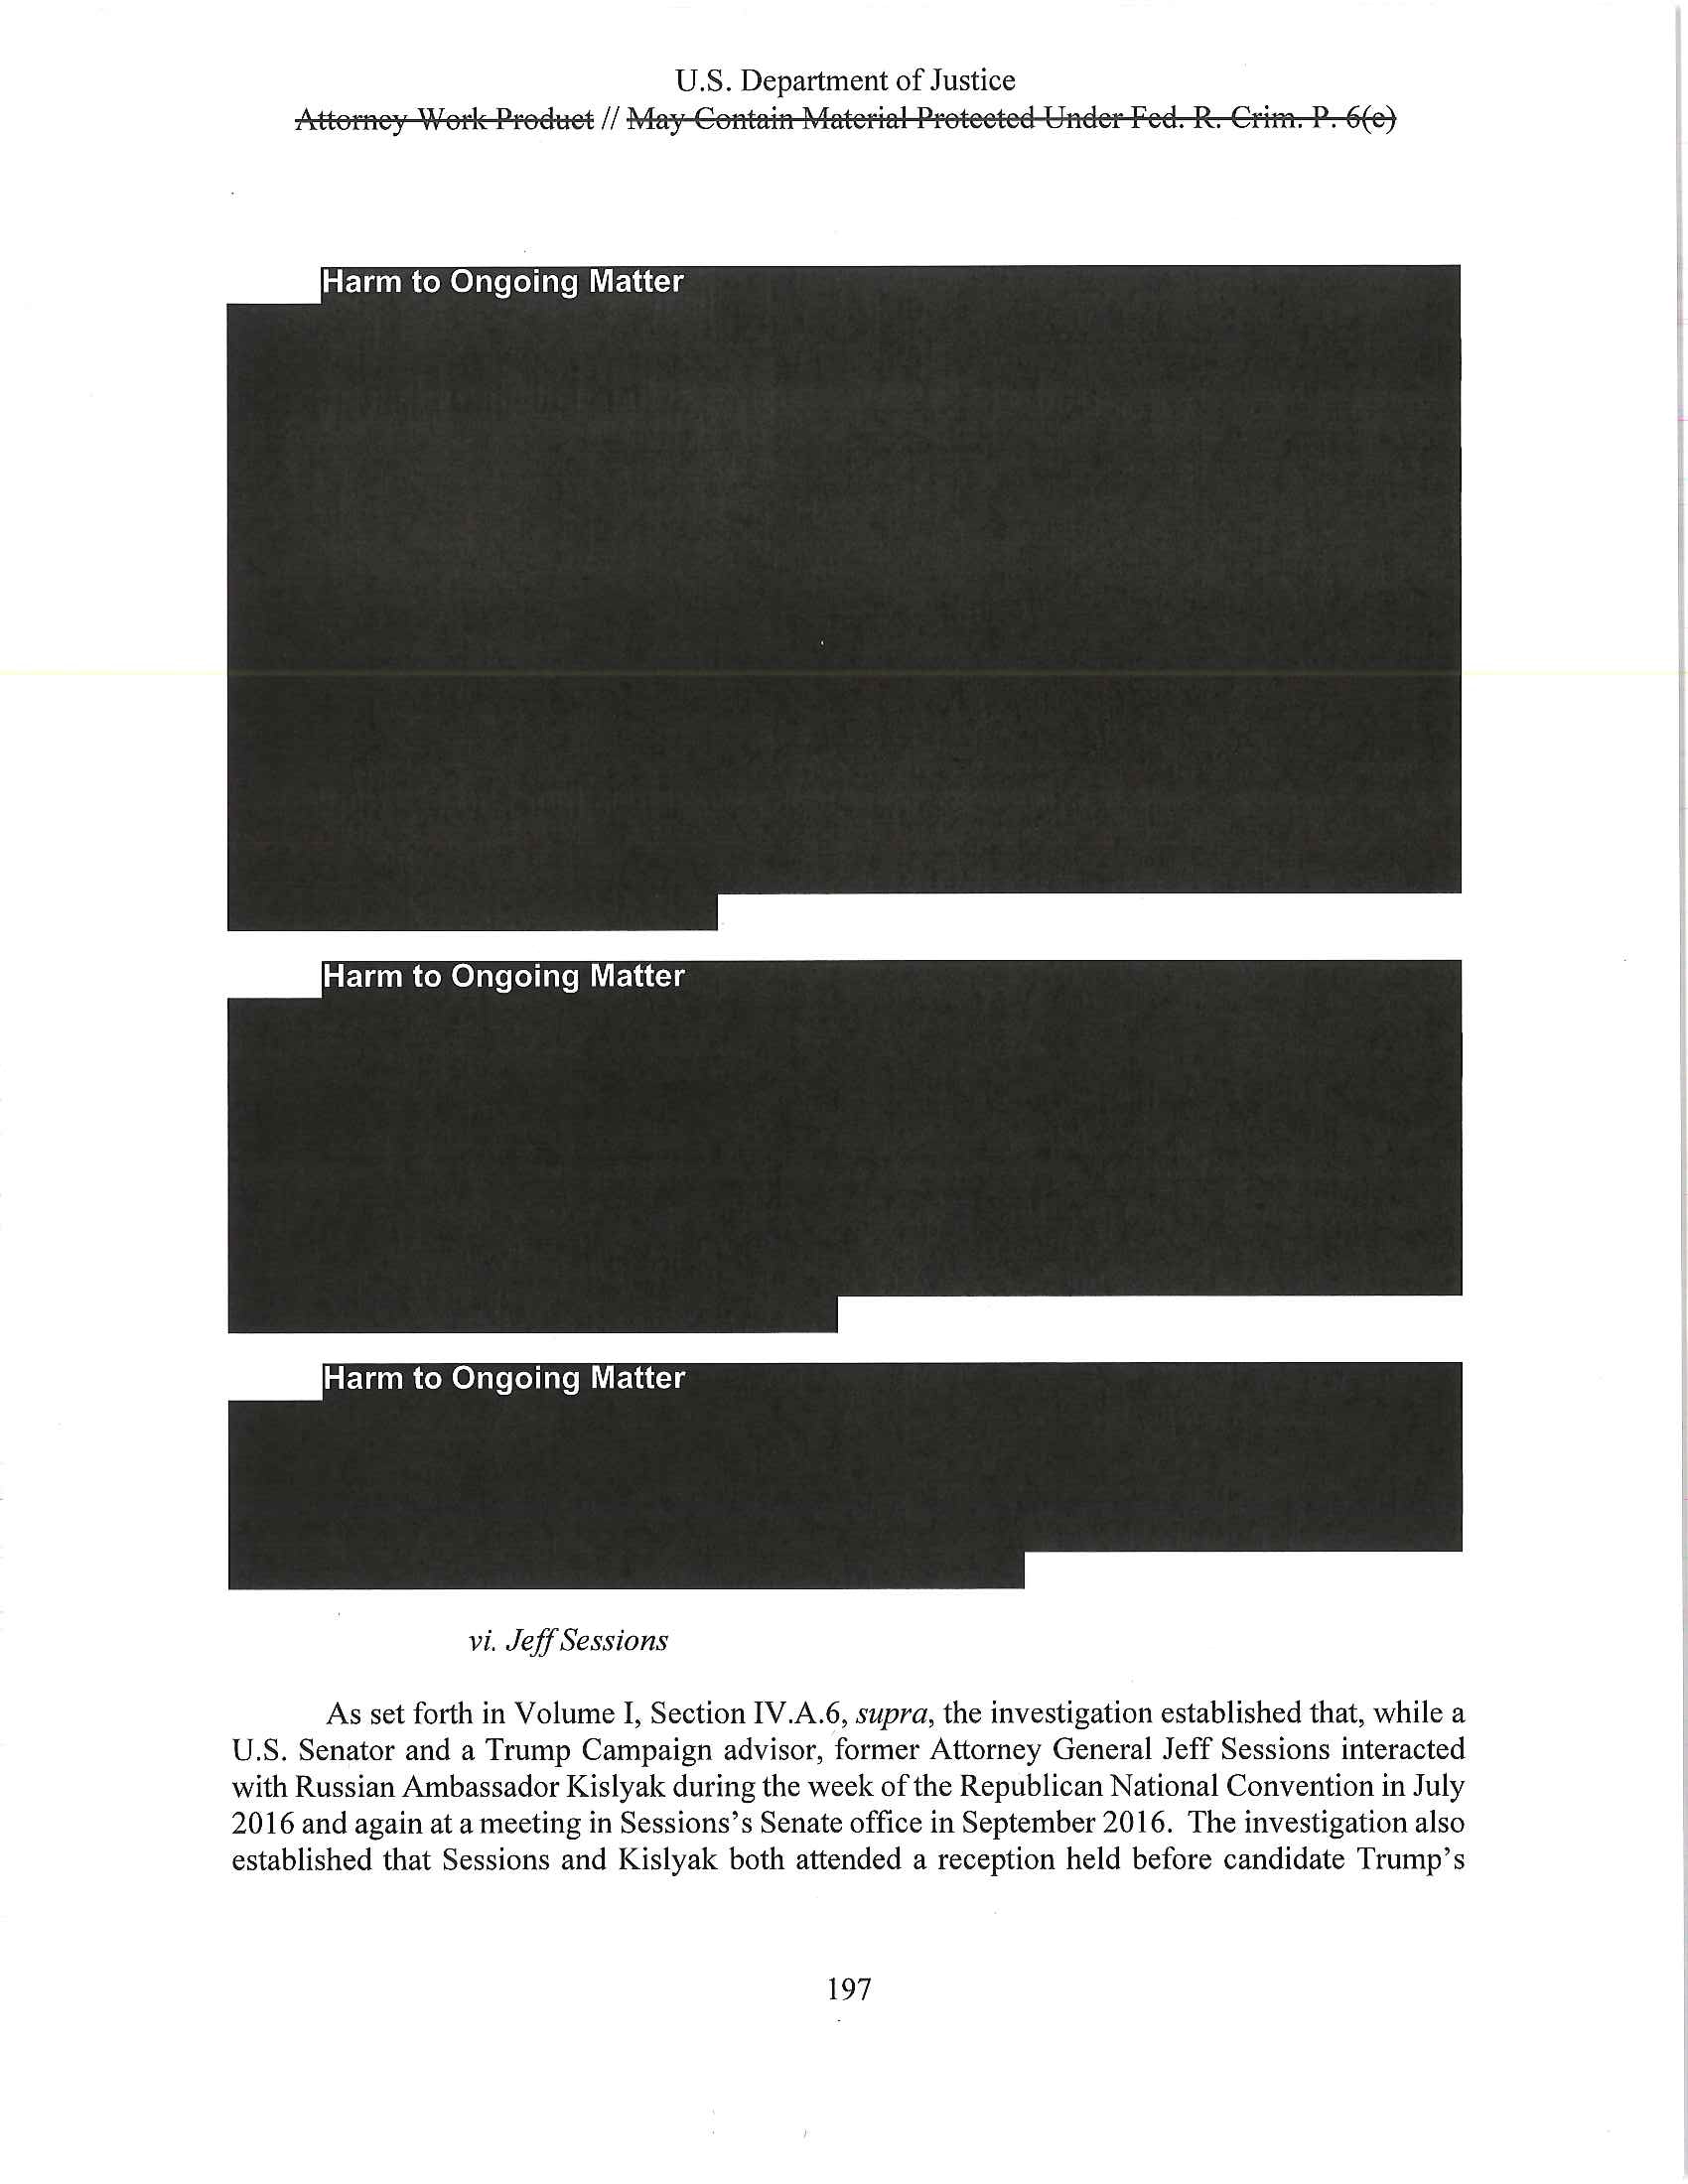 U.S. Department of Justice
Attorney Work Product // May Contain Material Protected Under Fed. R. Crim. P. 6(e)
Harm to Ongoing Matter
Harm to Ongoing Matter
Harm to Ongoing Matter
vi. Jeff Sessions
As set forth in Volume I, Section IV.A.6, supra, the investigation established that, while a
U.S. Senator and a Trump Campaign advisor, former Attorney General Jeff Sessions interacted
with Russian Ambassador Kislyak during the week of the Republican National Convention in July
2016 and again at a meeting in Sessions’s Senate office in September 2016. The investigation also
established that Sessions and Kislyak both attended a reception held before candidate Trump’s
197